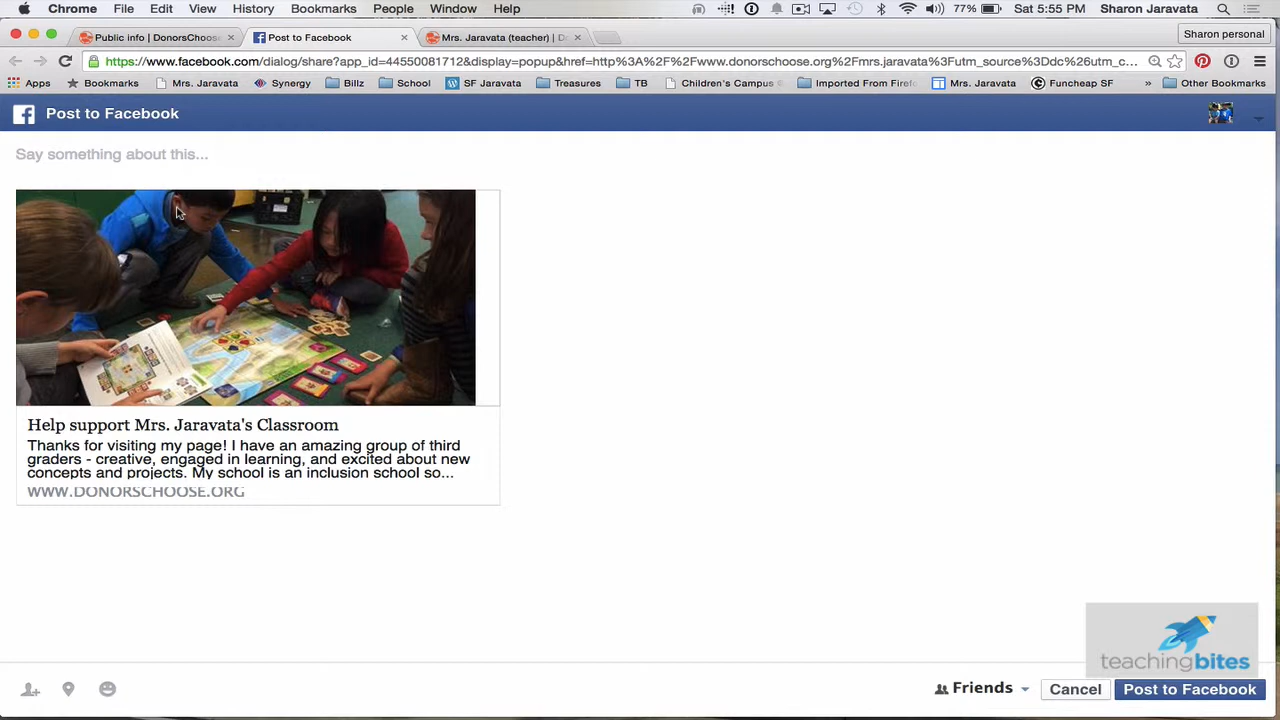 Chrome File Edit View History Bookmarks People Window Help 77% Sat 5:55 PM Sharon Jaravata
Public info | DonorsChoose Post to Facebook Mrs. Jaravata (teacher) | Do Sharon personal
https://www.facebook.com/dialog/share?app_id=44550081712&display=popup&href=http%3A%2F%2Fwww.donorschoose.org%2Fmrs.jaravata%3Futm_source%3Ddc%26utm_c...
Apps Bookmarks Mrs. Jaravata Synergy Billz School SF Jaravata Treasures TB Children's Campus Imported From Firefo Mrs. Jaravata Funcheap SF » Other Bookmarks
Post to Facebook
Say something about this...
Help support Mrs. Jaravata's Classroom
Thanks for visiting my page! I have an amazing group of third
graders - creative, engaged in learning, and excited about new
concepts and projects. My school is an inclusion school so...
WWW.DONORSCHOOSE.ORG
teachingbites
Friends Cancel Post to Facebook